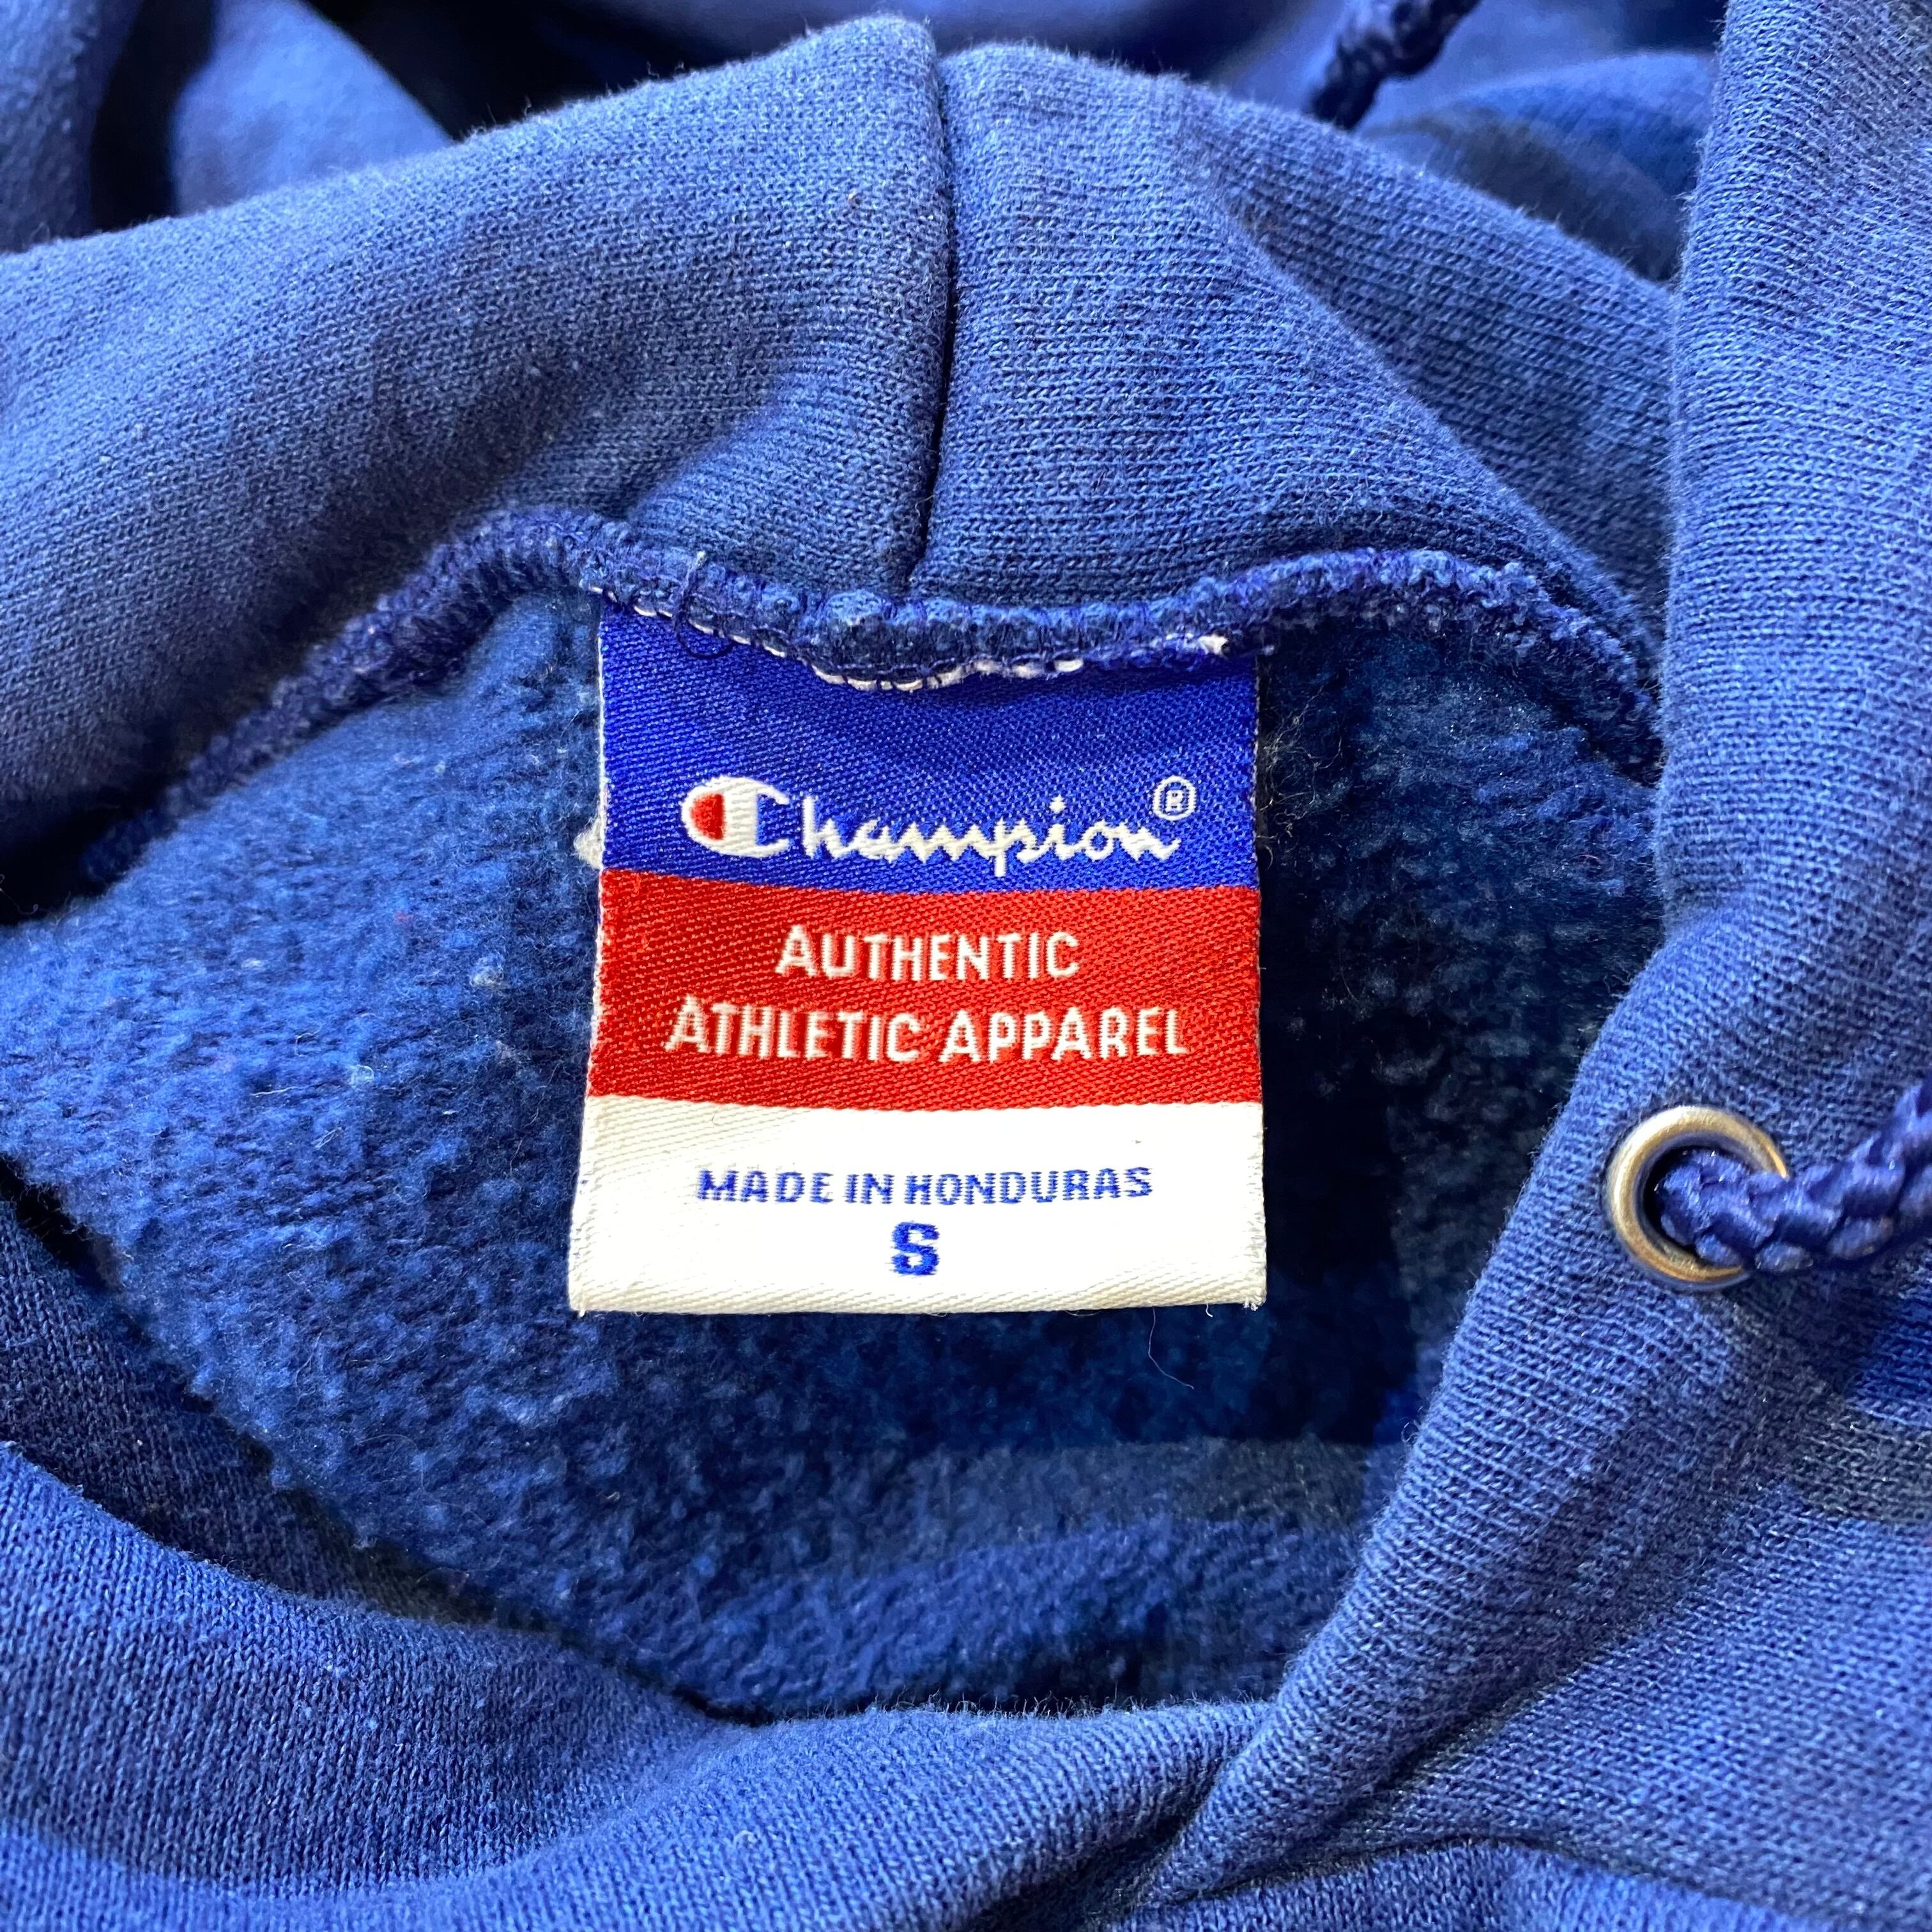 Champion®
AUTHENTIC
ATHLETIC APPAREL
MADE IN HONDURAS
S